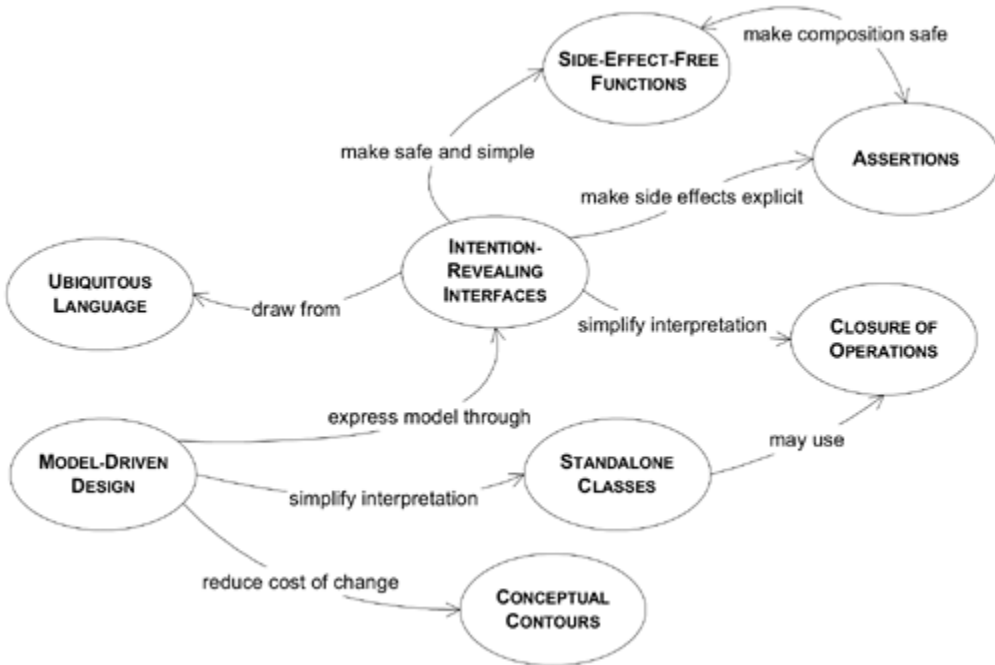 make composition safe
SIDE-EFFECT-FREE
FUNCTIONS
make safe and simple
ASSERTIONS
make side effects explicit
INTENTION-
REVEALING
INTERFACES
UBIQUITOUS
LANGUAGE
draw from
simplify interpretation
CLOSURE OF
OPERATIONS
express model through
may use
MODEL-DRIVEN
DESIGN
simplify interpretation
STANDALONE
CLASSES
reduce cost of change
CONCEPTUAL
CONTOURS